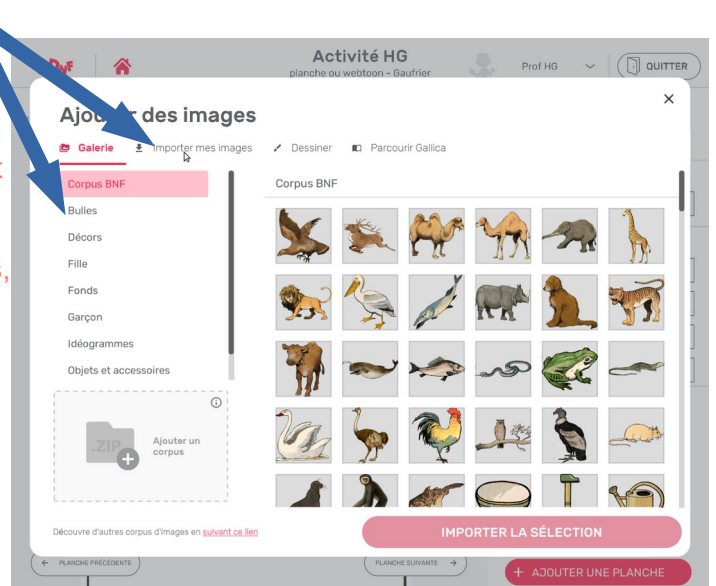 BDnF
Activité HG
planche ou webtoon - Gaufrier
Prof HG
QUITTER
Ajouter des images
Galerie
Importer mes images
Dessiner
Parcourir Gallica
Corpus BNF
Bulles
Décors
Fille
Fonds
Garçon
Idéogrammes
Objets et accessoires
Corpus BNF
.ZIP
Ajouter un
corpus
Découvre d'autres corpus d'images en suivant ce lien
IMPORTER LA SÉLECTION
PLANCHE PRÉCÉDENTE
PLANCHE SUIVANTE
+ AJOUTER UNE PLANCHE